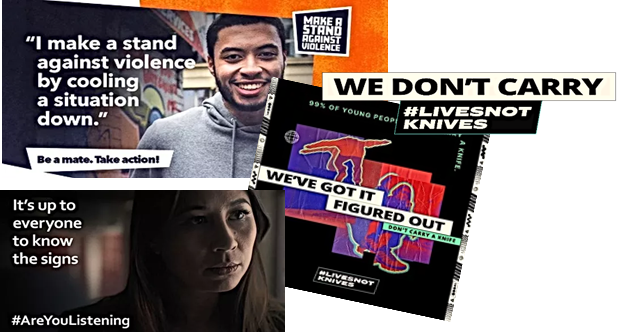 “I make a stand
against violence
by cooling
a situation
down.”
Be a mate. Take action!
MAKE A
STAND
AGAINST
VIOLENCE
WE DON'T CARRY
#LIVESNOT
KNIVES
99% OF YOUNG PEOP
A KNIFE.
WE'VE GOT IT
FIGURED OUT
DON'T CARRY A KNIFE
#LIVESNOT
KNIVES
It's up to
everyone
to know
the signs
#AreYouListening